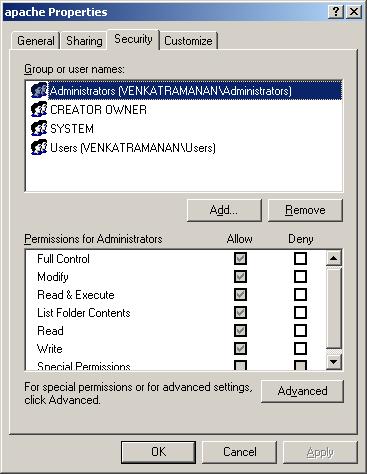 apache Properties
General Sharing Security Customize
Group or user names:
Administrators (VENKATRAMANAN\Administrators)
CREATOR OWNER
SYSTEM
Users (VENKATRAMANAN\Users)
Add... Remove
Permissions for Administrators Allow Deny
Full Control
Modify
Read & Execute
List Folder Contents
Read
Write
Special Permissions
For special permissions or for advanced settings,
click Advanced.
Advanced
OK Cancel Apply